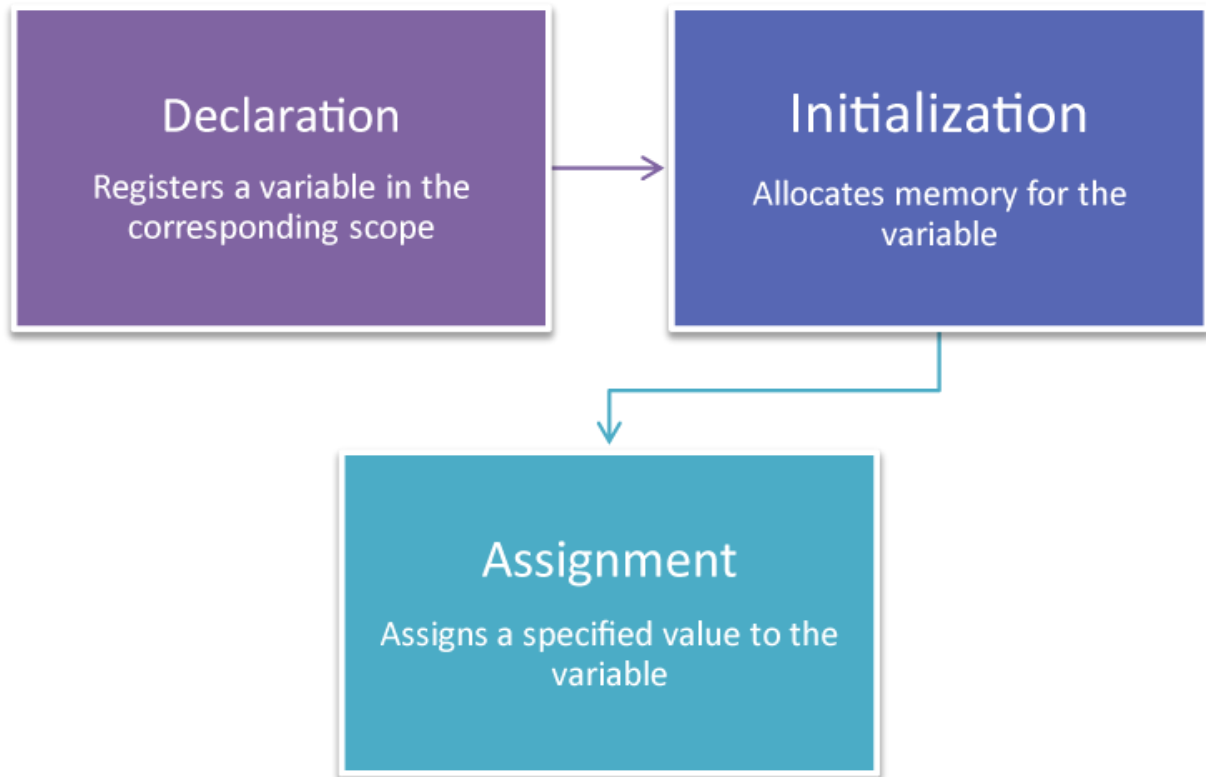 Declaration
Registers a variable in the
corresponding scope
Initialization
Allocates memory for the
variable
Assignment
Assigns a specified value to the
variable